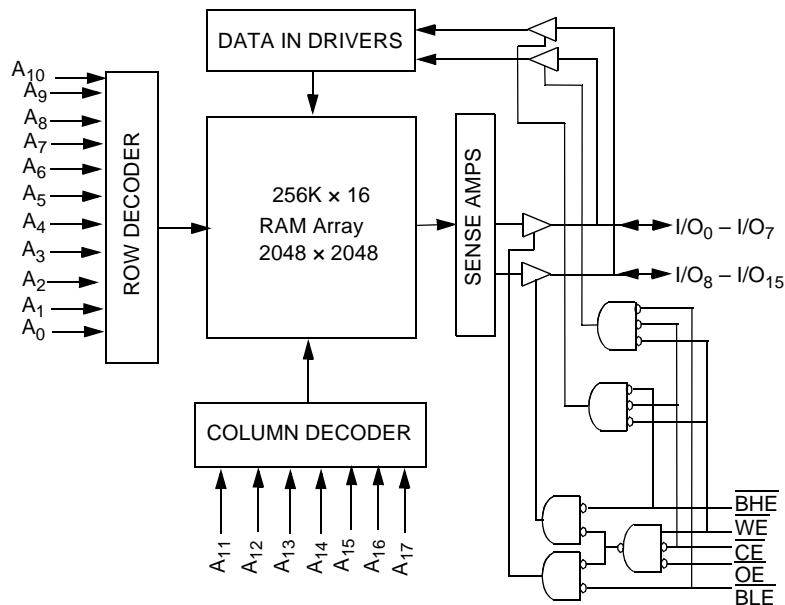 DATA IN DRIVERS
A10
A9
A8
A7
A6
A5
A4
A3
A2
A1
A0
ROW DECODER
256K × 16
RAM Array
2048 × 2048
SENSE AMPS
I/O0 – I/O7
I/O8 – I/O15
COLUMN DECODER
A11
A12
A13
A14
A15
A16
A17
BHE
WE
CE
OE
BLE